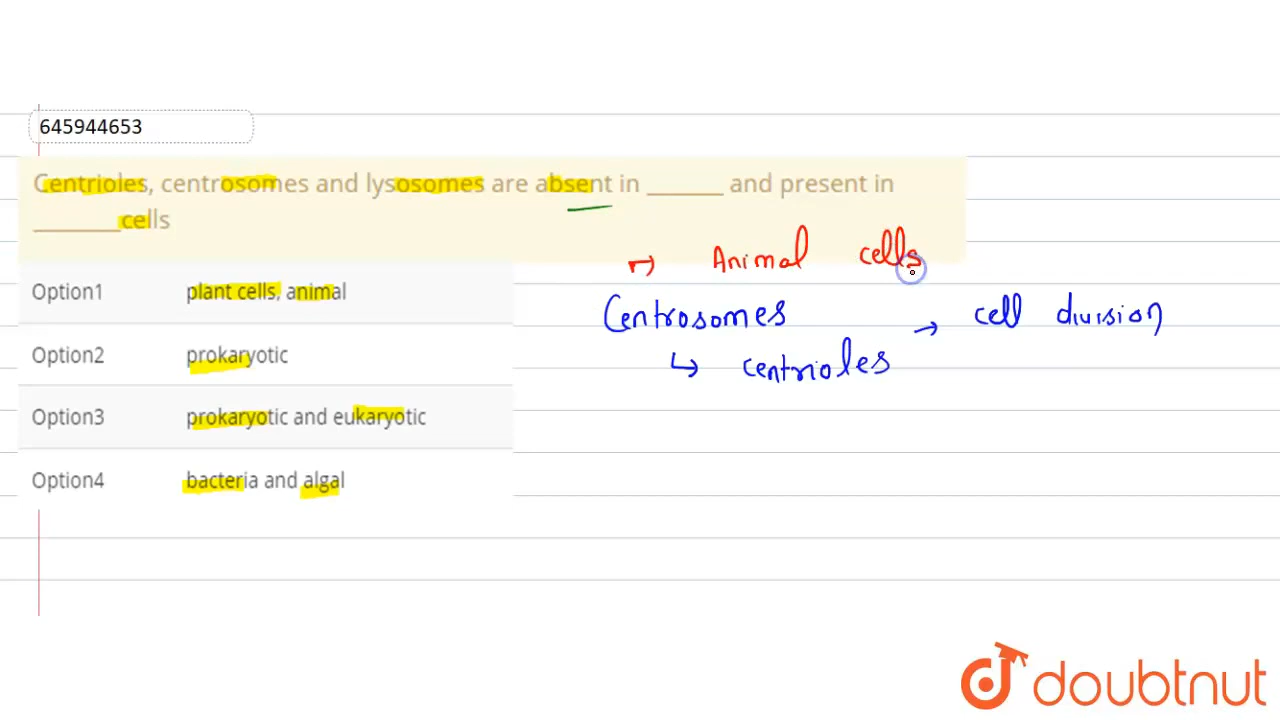 645944653
Centrioles, centrosomes and lysosomes are absent in _______ and present in
________cells
Animal cells
Option1 plant cells, animal
Centrosomes → cell division
↳ centrioles
Option2 prokaryotic
Option3 prokaryotic and eukaryotic
Option4 bacteria and algal
doubtnut